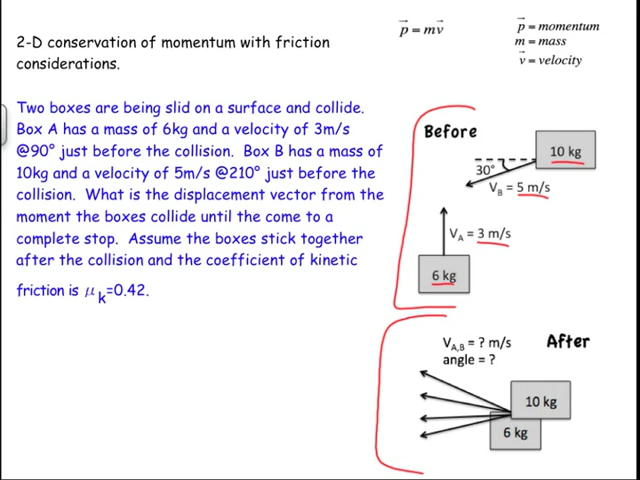 2-D conservation of momentum with friction
considerations.
p = mv
p = momentum
m = mass
v = velocity
Two boxes are being slid on a surface and collide.
Box A has a mass of 6kg and a velocity of 3m/s
@90° just before the collision. Box B has a mass of
10kg and a velocity of 5m/s @210° just before the
collision. What is the displacement vector from the
moment the boxes collide until the come to a
complete stop. Assume the boxes stick together
after the collision and the coefficient of kinetic
friction is μk=0.42.
Before
10 kg
30°
VB = 5 m/s
VA = 3 m/s
6 kg
VA,B = ? m/s
angle = ?
After
10 kg
6 kg